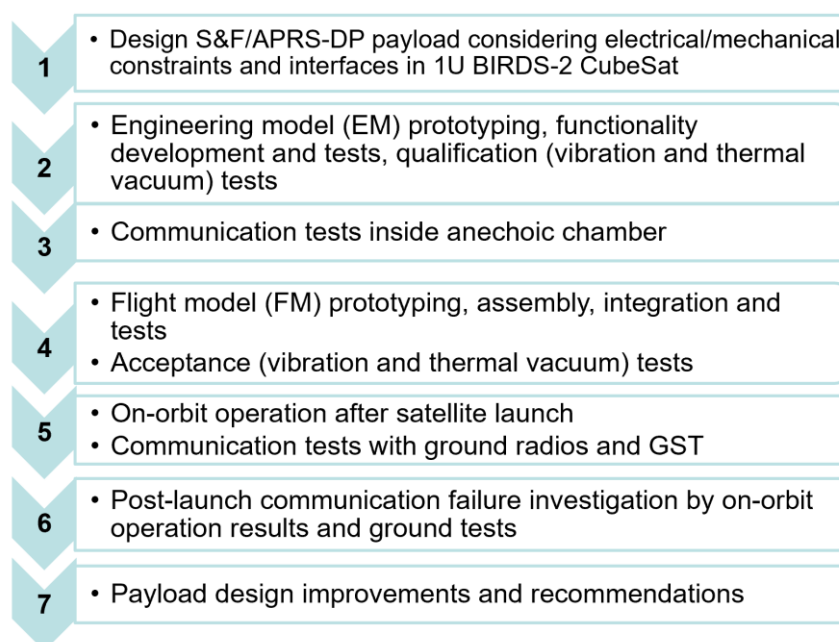 1
• Design S&F/APRS-DP payload considering electrical/mechanical
constraints and interfaces in 1U BIRDS-2 CubeSat
2
• Engineering model (EM) prototyping, functionality
development and tests, qualification (vibration and thermal
vacuum) tests
3
• Communication tests inside anechoic chamber
4
• Flight model (FM) prototyping, assembly, integration and
tests
• Acceptance (vibration and thermal vacuum) tests
5
• On-orbit operation after satellite launch
• Communication tests with ground radios and GST
6
• Post-launch communication failure investigation by on-orbit
operation results and ground tests
7
• Payload design improvements and recommendations